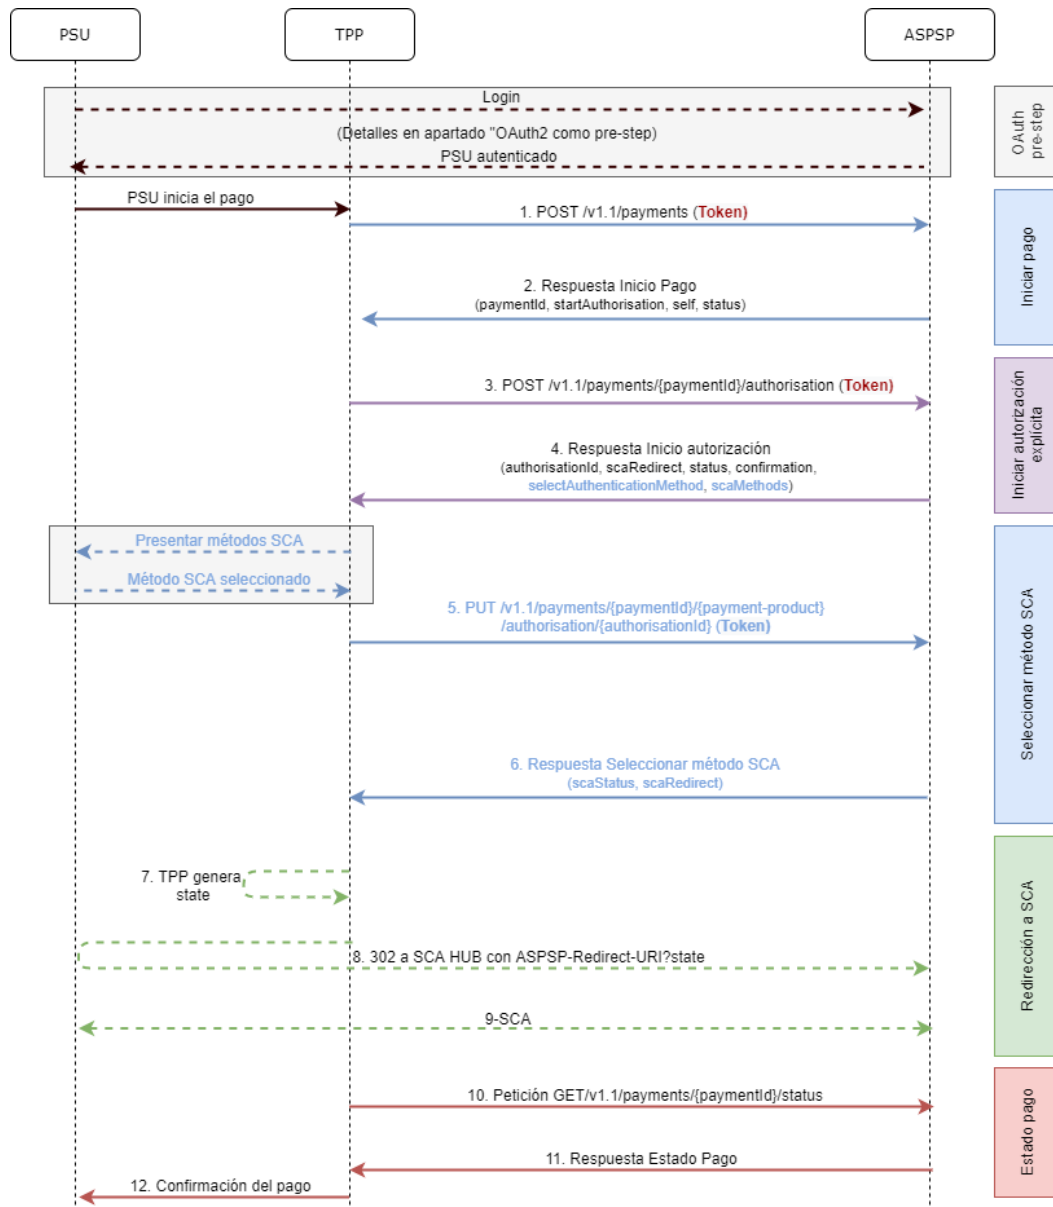 PSU
TPP
ASPSP
Login
(Detalles en apartado "OAuth2 como pre-step)
PSU autenticado
OAuth
pre-step
PSU inicia el pago
1. POST /v1.1/payments (Token)
2. Respuesta Inicio Pago
(paymentId, startAuthorisation, self, status)
Iniciar pago
3. POST /v1.1/payments/{paymentId}/authorisation (Token)
4. Respuesta Inicio autorización
(authorisationId, scaRedirect, status, confirmation,
selectAuthenticationMethod, scaMethods)
Iniciar autorización
explícita
Presentar métodos SCA
Método SCA seleccionado
5. PUT /v1.1/payments/{paymentId}/{payment-product}
/authorisation/{authorisationId} (Token)
6. Respuesta Seleccionar método SCA
(scaStatus, scaRedirect)
Seleccionar método SCA
7. TPP genera
state
8. 302 a SCA HUB con ASPSP-Redirect-URI?state
9-SCA
Redirección a SCA
10. Petición GET/v1.1/payments/{paymentId}/status
11. Respuesta Estado Pago
12. Confirmación del pago
Estado pago